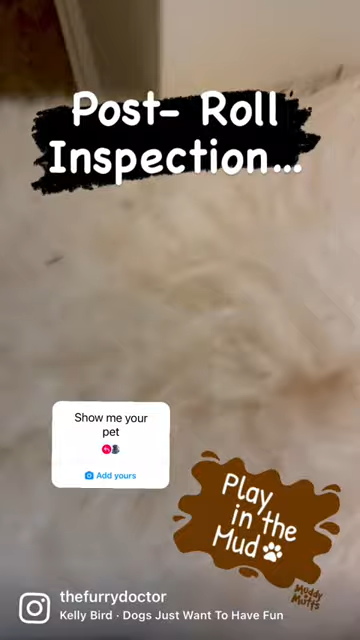 Post- Roll
Inspection...
Show me your
pet
Add yours
Play
in the
Mud
Muddy
Mutts
thefurrydoctor
Kelly Bird · Dogs Just Want To Have Fun